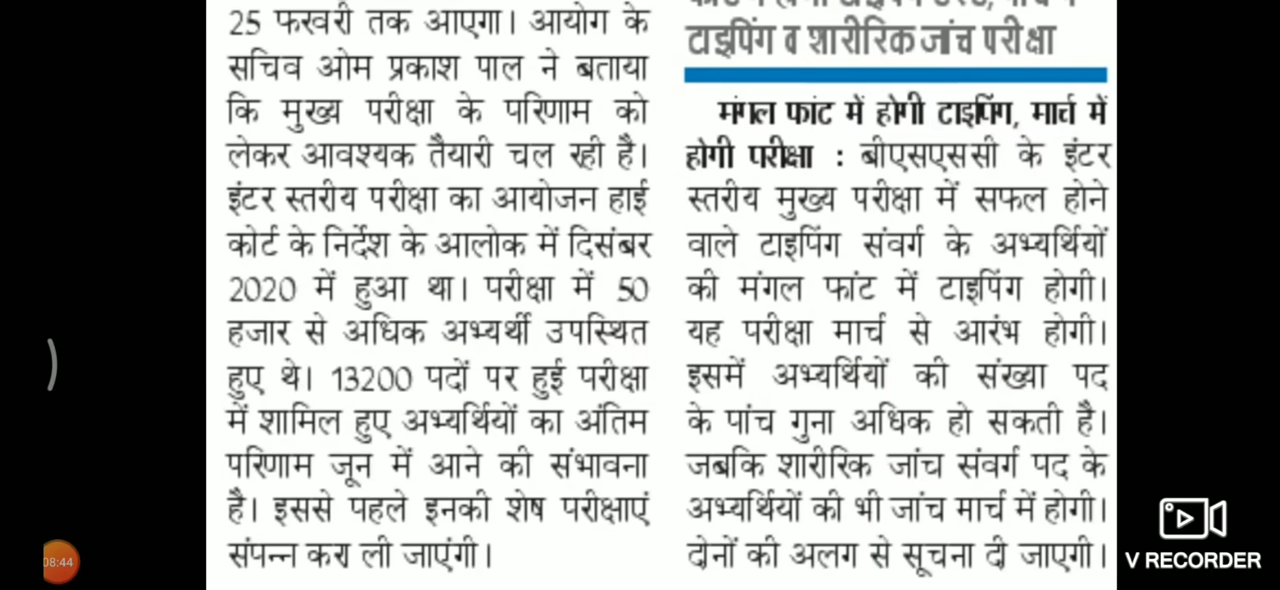 25 फरवरी तक आएगा। आयोग के
सचिव ओम प्रकाश पाल ने बताया
कि मुख्य परीक्षा के परिणाम को
लेकर आवश्यक तैयारी चल रही है।
इंटर स्तरीय परीक्षा का आयोजन हाई
कोर्ट के निर्देश के आलोक में दिसंबर
2020 में हुआ था। परीक्षा में 50
हजार से अधिक अभ्यर्थी उपस्थित
हुए थे। 13200 पदों पर हुई परीक्षा
में शामिल हुए अभ्यर्थियों का अंतिम
परिणाम जून में आने की संभावना
है। इससे पहले इनकी शेष परीक्षाएं
संपन्न करा ली जाएंगी।
टाइपिंग व शारीरिक जांच परीक्षा
मंगल फांट में होगी टाइपिंग, मार्च में
होगी परीक्षा : बीएसएससी के इंटर
स्तरीय मुख्य परीक्षा में सफल होने
वाले टाइपिंग संवर्ग के अभ्यर्थियों
की मंगल फांट में टाइपिंग होगी।
यह परीक्षा मार्च से आरंभ होगी।
इसमें अभ्यर्थियों की संख्या पद
के पांच गुना अधिक हो सकती है।
जबकि शारीरिक जांच संवर्ग पद के
अभ्यर्थियों की भी जांच मार्च में होगी।
दोनों की अलग से सूचना दी जाएगी।
08:44
V RECORDER